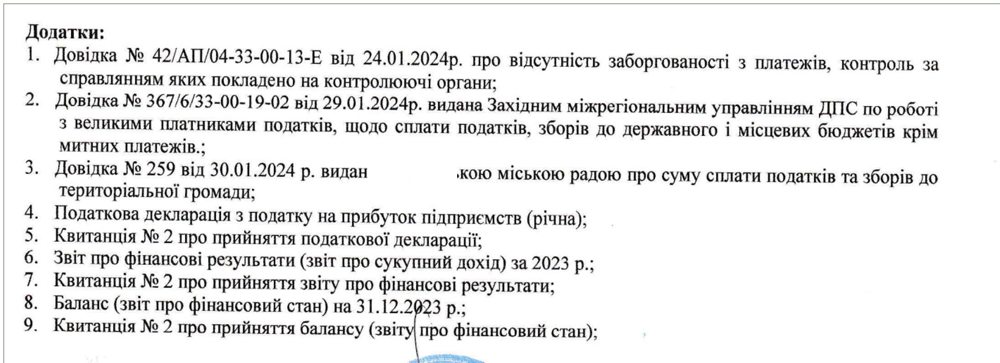 Додатки:
1. Довідка № 42/АП/04-33-00-13-Е від 24.01.2024р. про відсутність заборгованості з платежів, контроль за
справлянням яких покладено на контролюючі органи;
2. Довідка № 367/6/33-00-19-02 від 29.01.2024р. видана Західним міжрегіональним управлінням ДПС по роботі
з великими платниками податків, щодо сплати податків, зборів до державного і місцевих бюджетів крім
митних платежів.;
3. Довідка № 259 від 30.01.2024 р. видан кою міською радою про суму сплати податків та зборів до
територіальної громади;
4. Податкова декларація з податку на прибуток підприємств (річна);
5. Квитанція № 2 про прийняття податкової декларації;
6. Звіт про фінансові результати (звіт про сукупний дохід) за 2023 р.;
7. Квитанція № 2 про прийняття звіту про фінансові результати;
8. Баланс (звіт про фінансовий стан) на 31.12.2023 р.;
9. Квитанція № 2 про прийняття балансу (звіту про фінансовий стан);